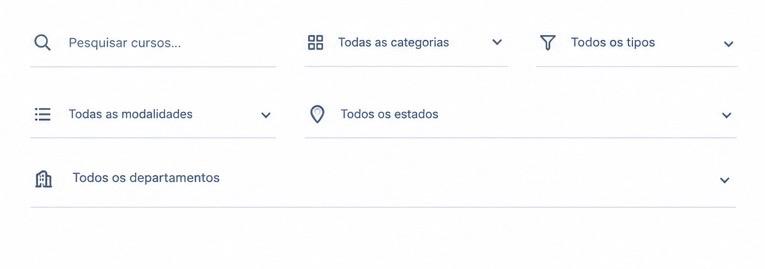 Pesquisar cursos...
Todas as categorias
Todos os tipos
Todas as modalidades
Todos os estados
Todos os departamentos